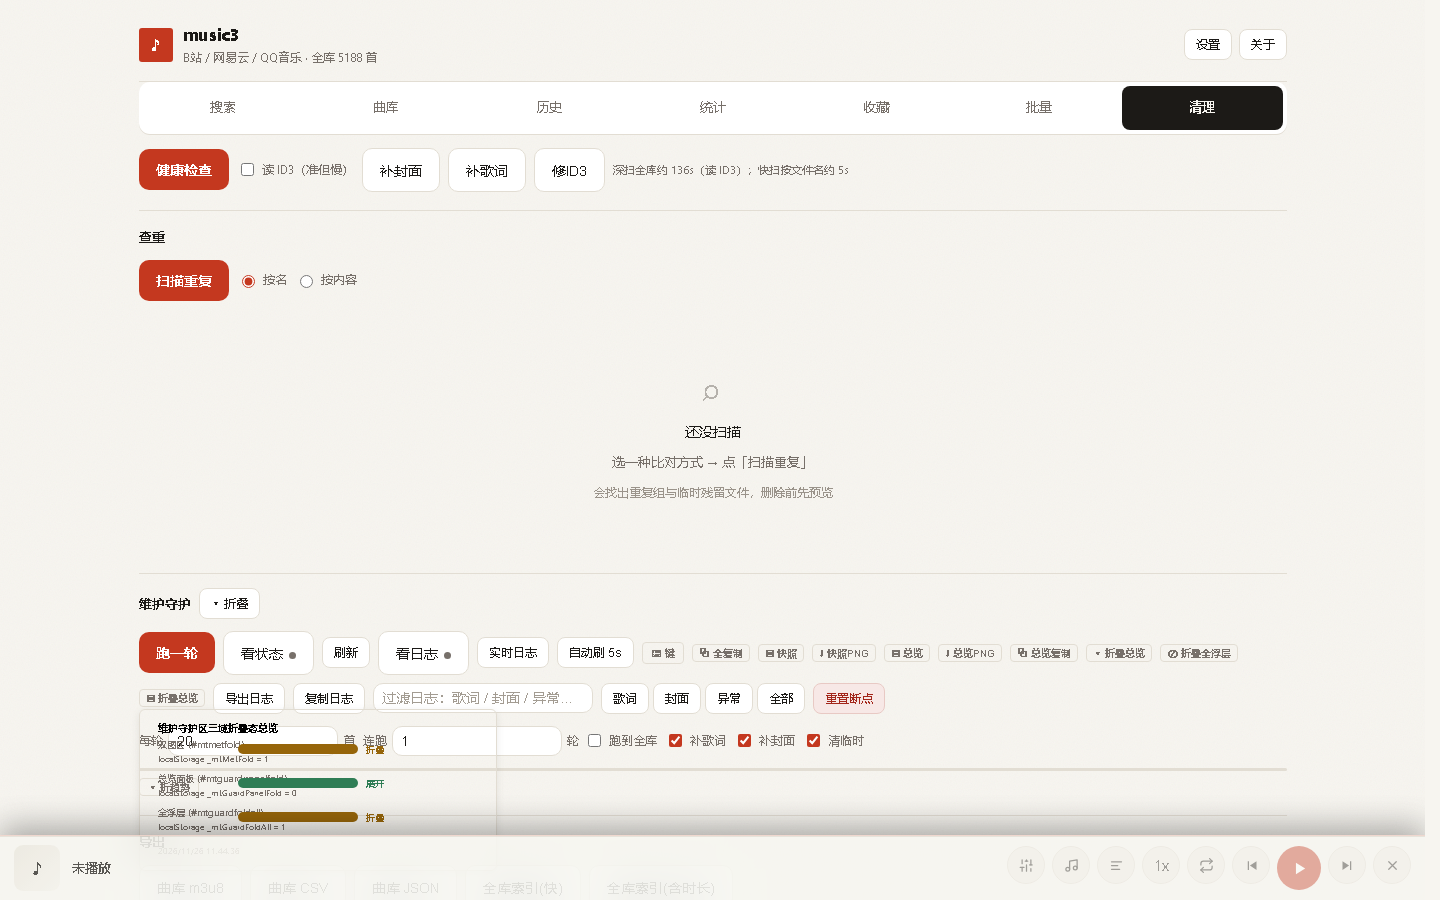 music3
B站 / 网易云 / QQ音乐 · 全库 5188 首
设置 关于
搜索 曲库 历史 统计 收藏 批量 清理
健康检查 读 ID3（准但慢） 补封面 补歌词 修ID3 深扫全库约 136s（读 ID3）；快扫按文件名约 5s
查重
扫描重复 按名 按内容
还没扫描
选一种比对方式 → 点「扫描重复」
会找出重复组与临时残留文件，删除前先预览
维护守护 ▾ 折叠
跑一轮 看状态 刷新 看日志 实时日志 自动刷 5s 键 全复制 快照 快照PNG 总览 总览PNG 总览复制 ▾ 折叠总览 折叠全浮层
折叠总览 导出日志 复制日志 过滤日志：歌词 / 封面 / 异常... 歌词 封面 异常 全部 重置断点
维护守护区三域折叠态总览
每轮 20 首 连跑 1 轮 跑到全库 补歌词 补封面 清临时
(#mtmetfold) 折叠
localStorage _mlMetFold = 1
总览面板 展开
localStorage _mlGuardPanelFold = 0
全浮层 (#mtguardfoldall) 折叠
localStorage _mlGuardFoldAll = 1
导出
曲库 m3u8 曲库 CSV 曲库 JSON 全库索引(快) 全库索引(含时长)
未播放 1x